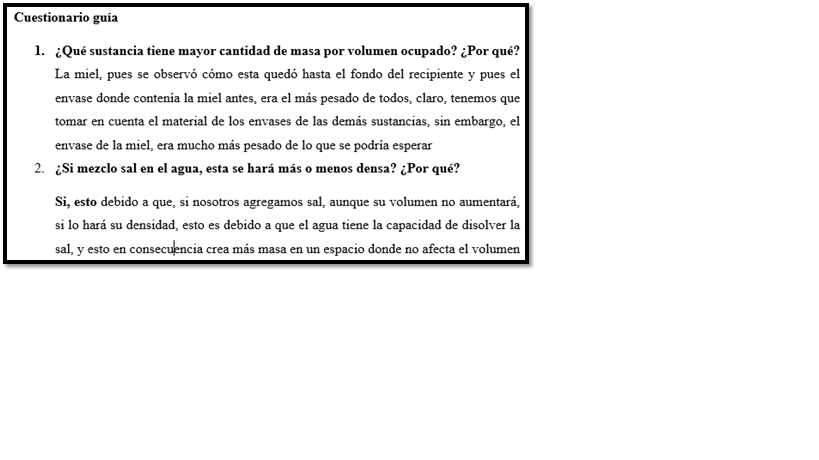 Cuestionario guía
1. ¿Qué sustancia tiene mayor cantidad de masa por volumen ocupado? ¿Por qué?
La miel, pues se observó cómo esta quedó hasta el fondo del recipiente y pues el
envase donde contenía la miel antes, era el más pesado de todos, claro, tenemos que
tomar en cuenta el material de los envases de las demás sustancias, sin embargo, el
envase de la miel, era mucho más pesado de lo que se podría esperar
2. ¿Si mezclo sal en el agua, esta se hará más o menos densa? ¿Por qué?
Si, esto debido a que, si nosotros agregamos sal, aunque su volumen no aumentará,
si lo hará su densidad, esto es debido a que el agua tiene la capacidad de disolver la
sal, y esto en consecuencia crea más masa en un espacio donde no afecta el volumen